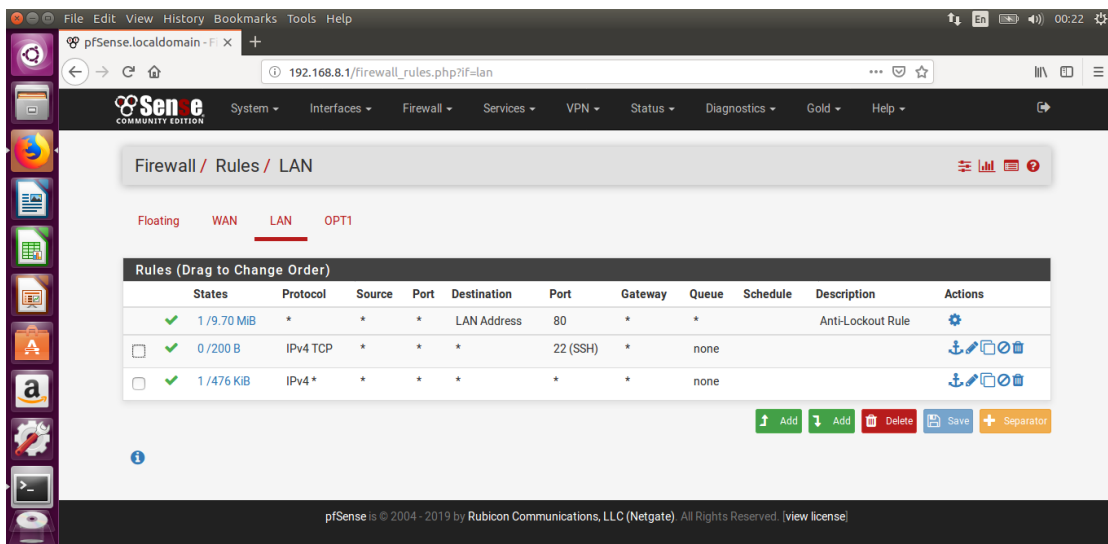 File Edit View History Bookmarks Tools Help En 00:22
pfSense.localdomain - Fi
192.168.8.1/firewall_rules.php?if=lan
Sense COMMUNITY EDITION System Interfaces Firewall Services VPN Status Diagnostics Gold Help
Firewall / Rules / LAN
Floating WAN LAN OPT1
Rules (Drag to Change Order)
States Protocol Source Port Destination Port Gateway Queue Schedule Description Actions
1 /9.70 MiB * * * LAN Address 80 * * Anti-Lockout Rule
0 /200 B IPv4 TCP * * * 22 (SSH) * none
1 /476 KiB IPv4 * * * * * * none
Add Add Delete Save Separator
pfSense is © 2004 - 2019 by Rubicon Communications, LLC (Netgate). All Rights Reserved. [view license]